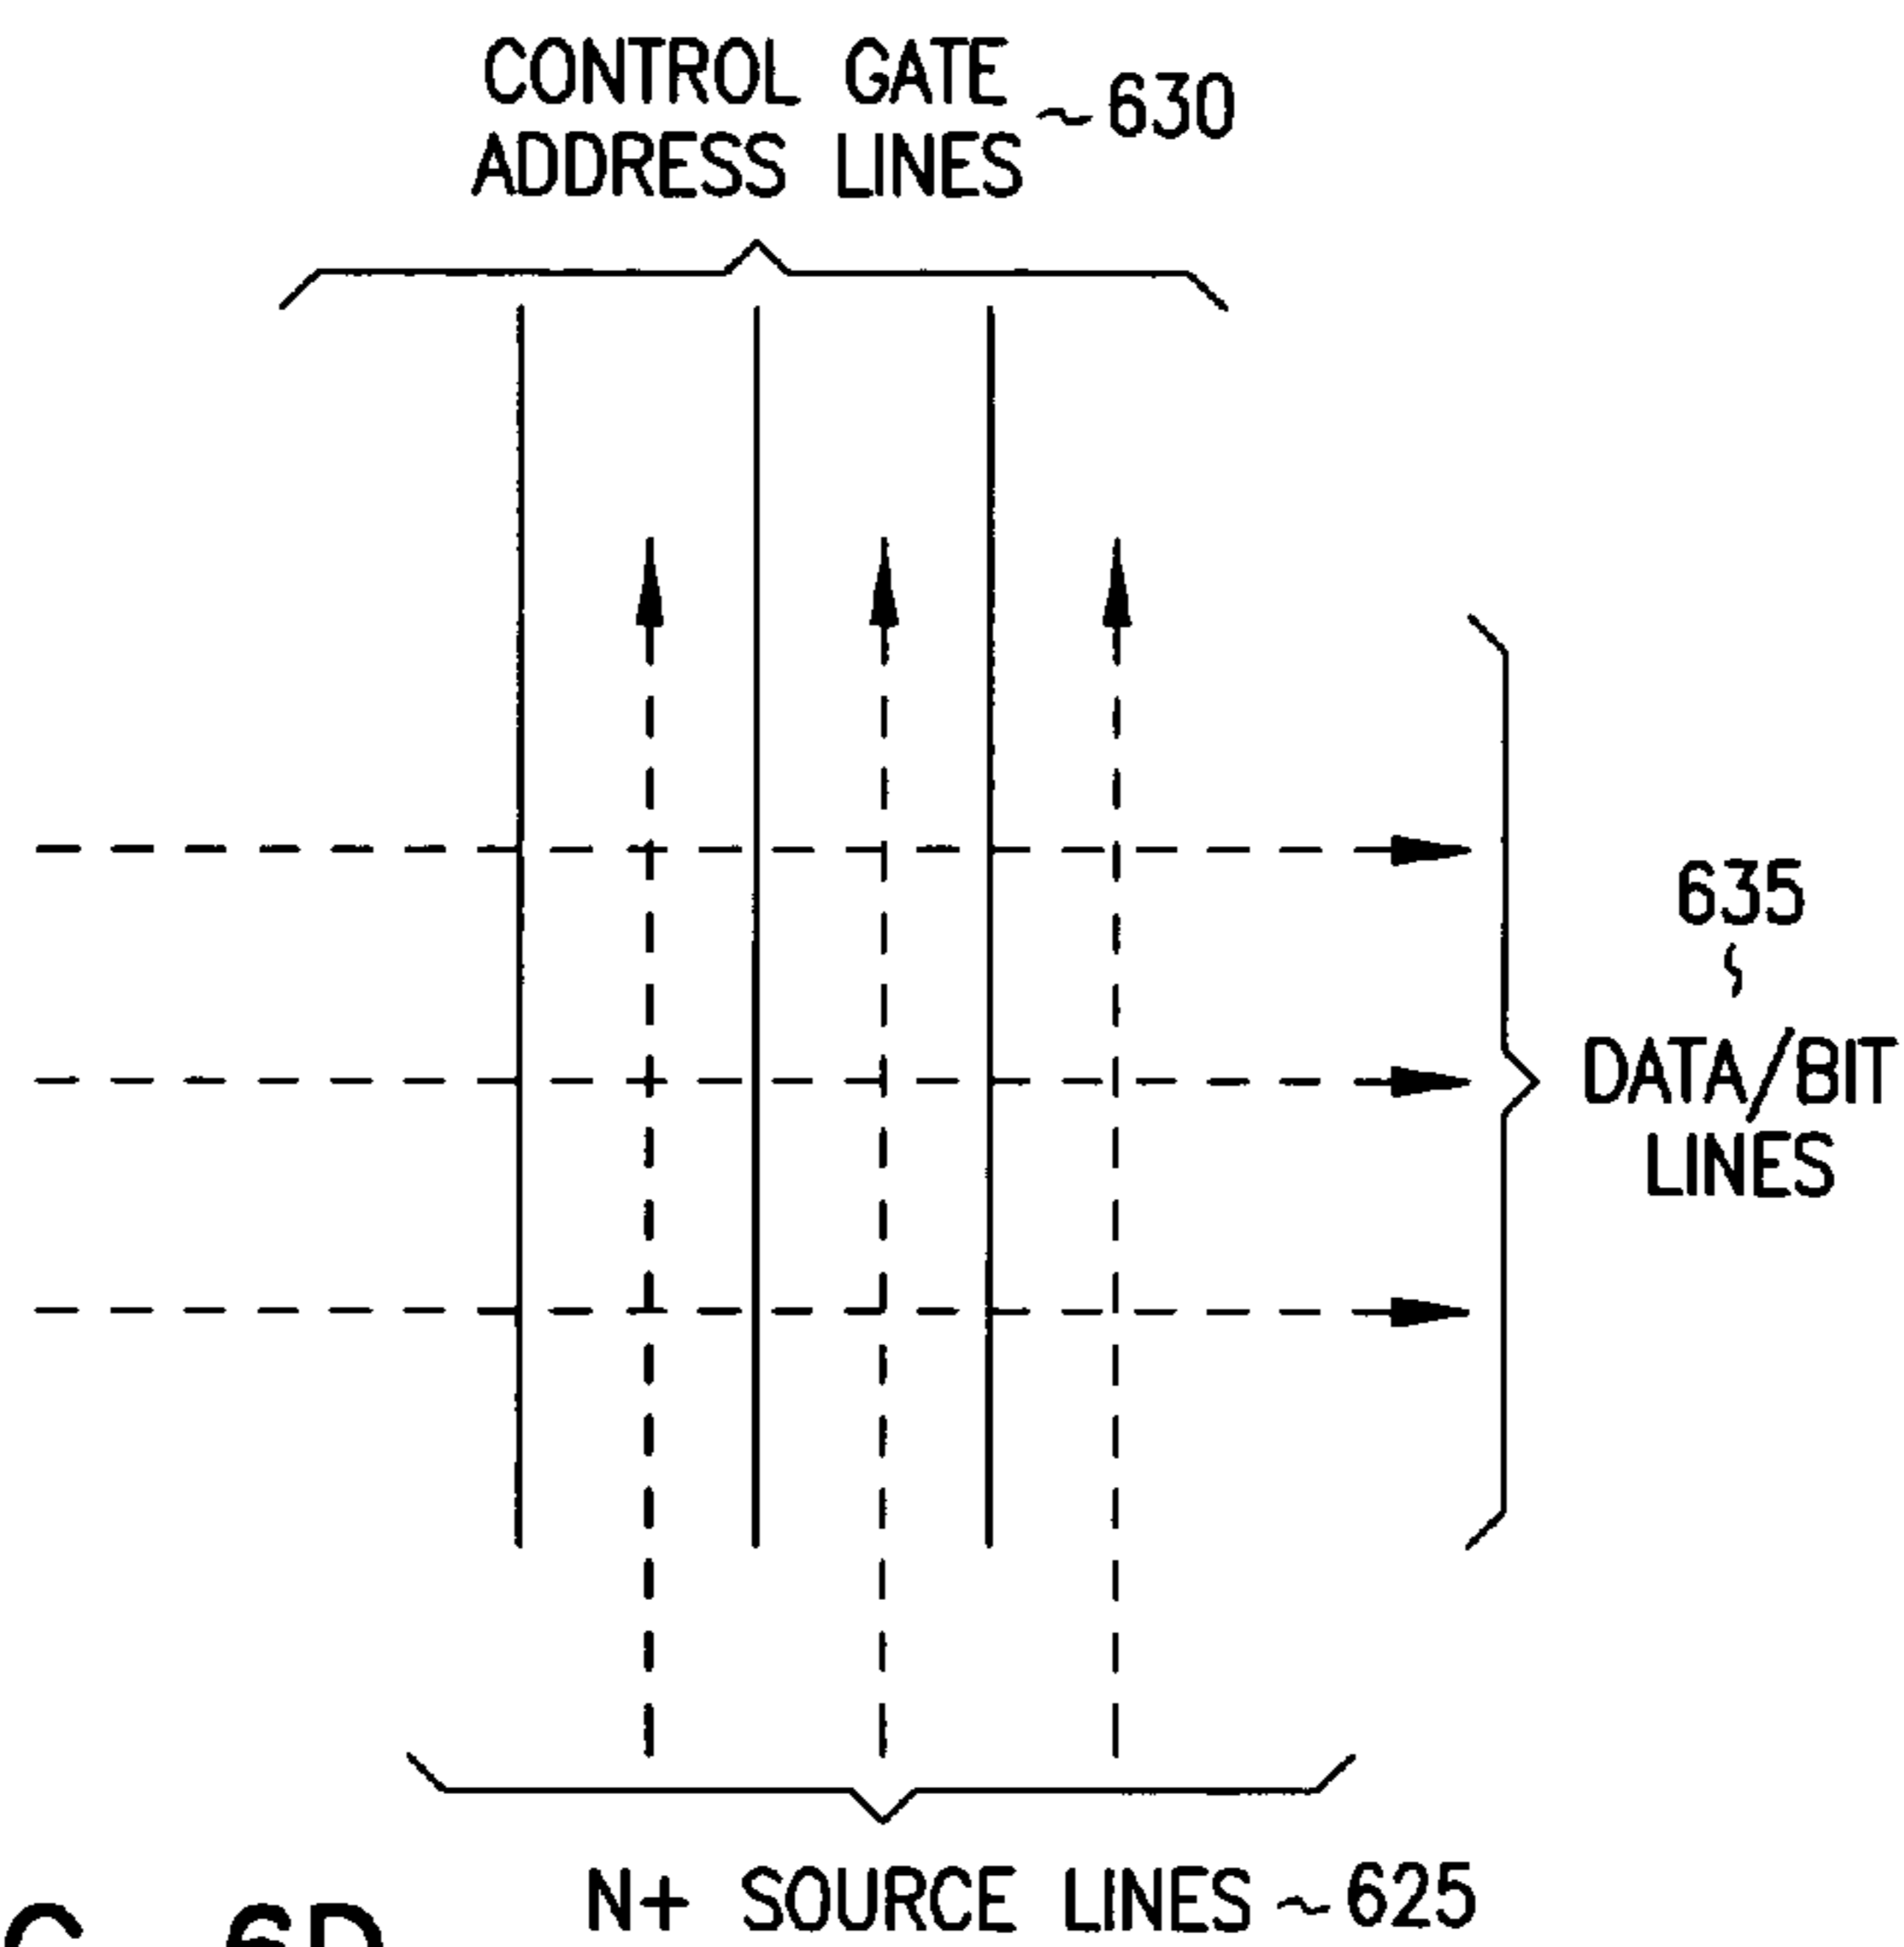 CONTROL GATE
ADDRESS LINES ~630
635
DATA/BIT
LINES
N+ SOURCE LINES ~625